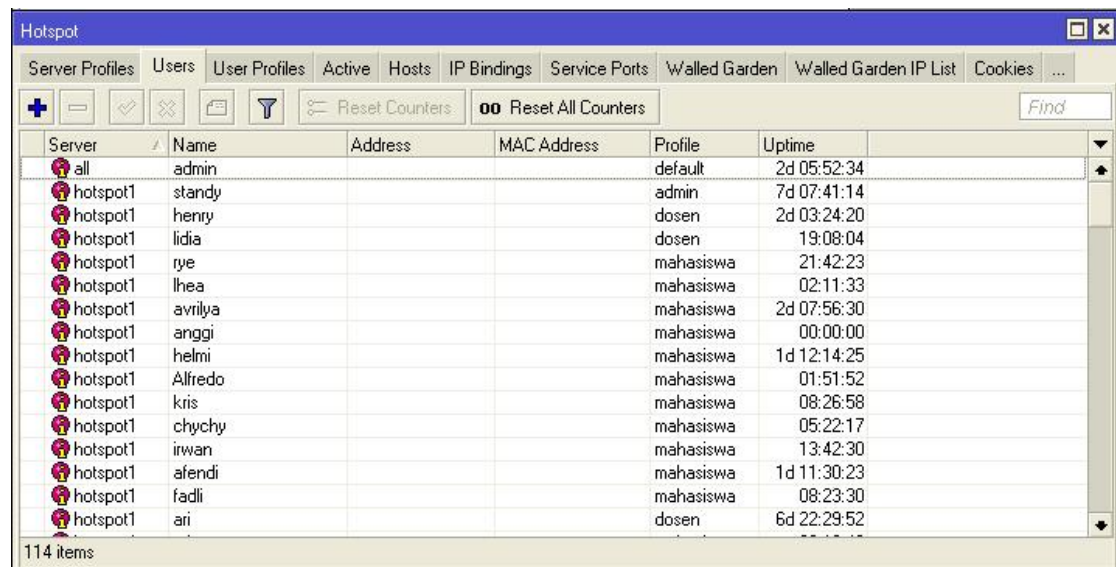 Hotspot
Server Profiles Users User Profiles Active Hosts IP Bindings Service Ports Walled Garden Walled Garden IP List Cookies ...
Reset Counters 00 Reset All Counters Find
Server Name Address MAC Address Profile Uptime
all admin default 2d 05:52:34
hotspot1 standy admin 7d 07:41:14
hotspot1 henry dosen 2d 03:24:20
hotspot1 lidia dosen 19:08:04
hotspot1 rye mahasiswa 21:42:23
hotspot1 lhea mahasiswa 02:11:33
hotspot1 avrilya mahasiswa 2d 07:56:30
hotspot1 anggi mahasiswa 00:00:00
hotspot1 helmi mahasiswa 1d 12:14:25
hotspot1 Alfredo mahasiswa 01:51:52
hotspot1 kris mahasiswa 08:26:58
hotspot1 chychy mahasiswa 05:22:17
hotspot1 irwan mahasiswa 13:42:30
hotspot1 afendi mahasiswa 1d 11:30:23
hotspot1 fadli mahasiswa 08:23:30
hotspot1 ari dosen 6d 22:29:52
114 items